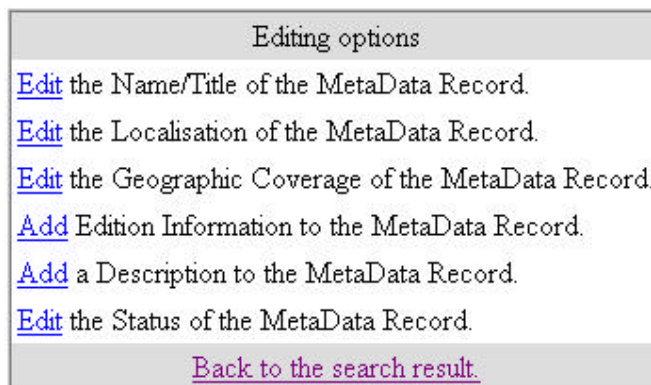 Editing options
Edit the Name/Title of the MetaData Record.
Edit the Localisation of the MetaData Record.
Edit the Geographic Coverage of the MetaData Record.
Add Edition Information to the MetaData Record.
Add a Description to the MetaData Record.
Edit the Status of the MetaData Record.
Back to the search result.